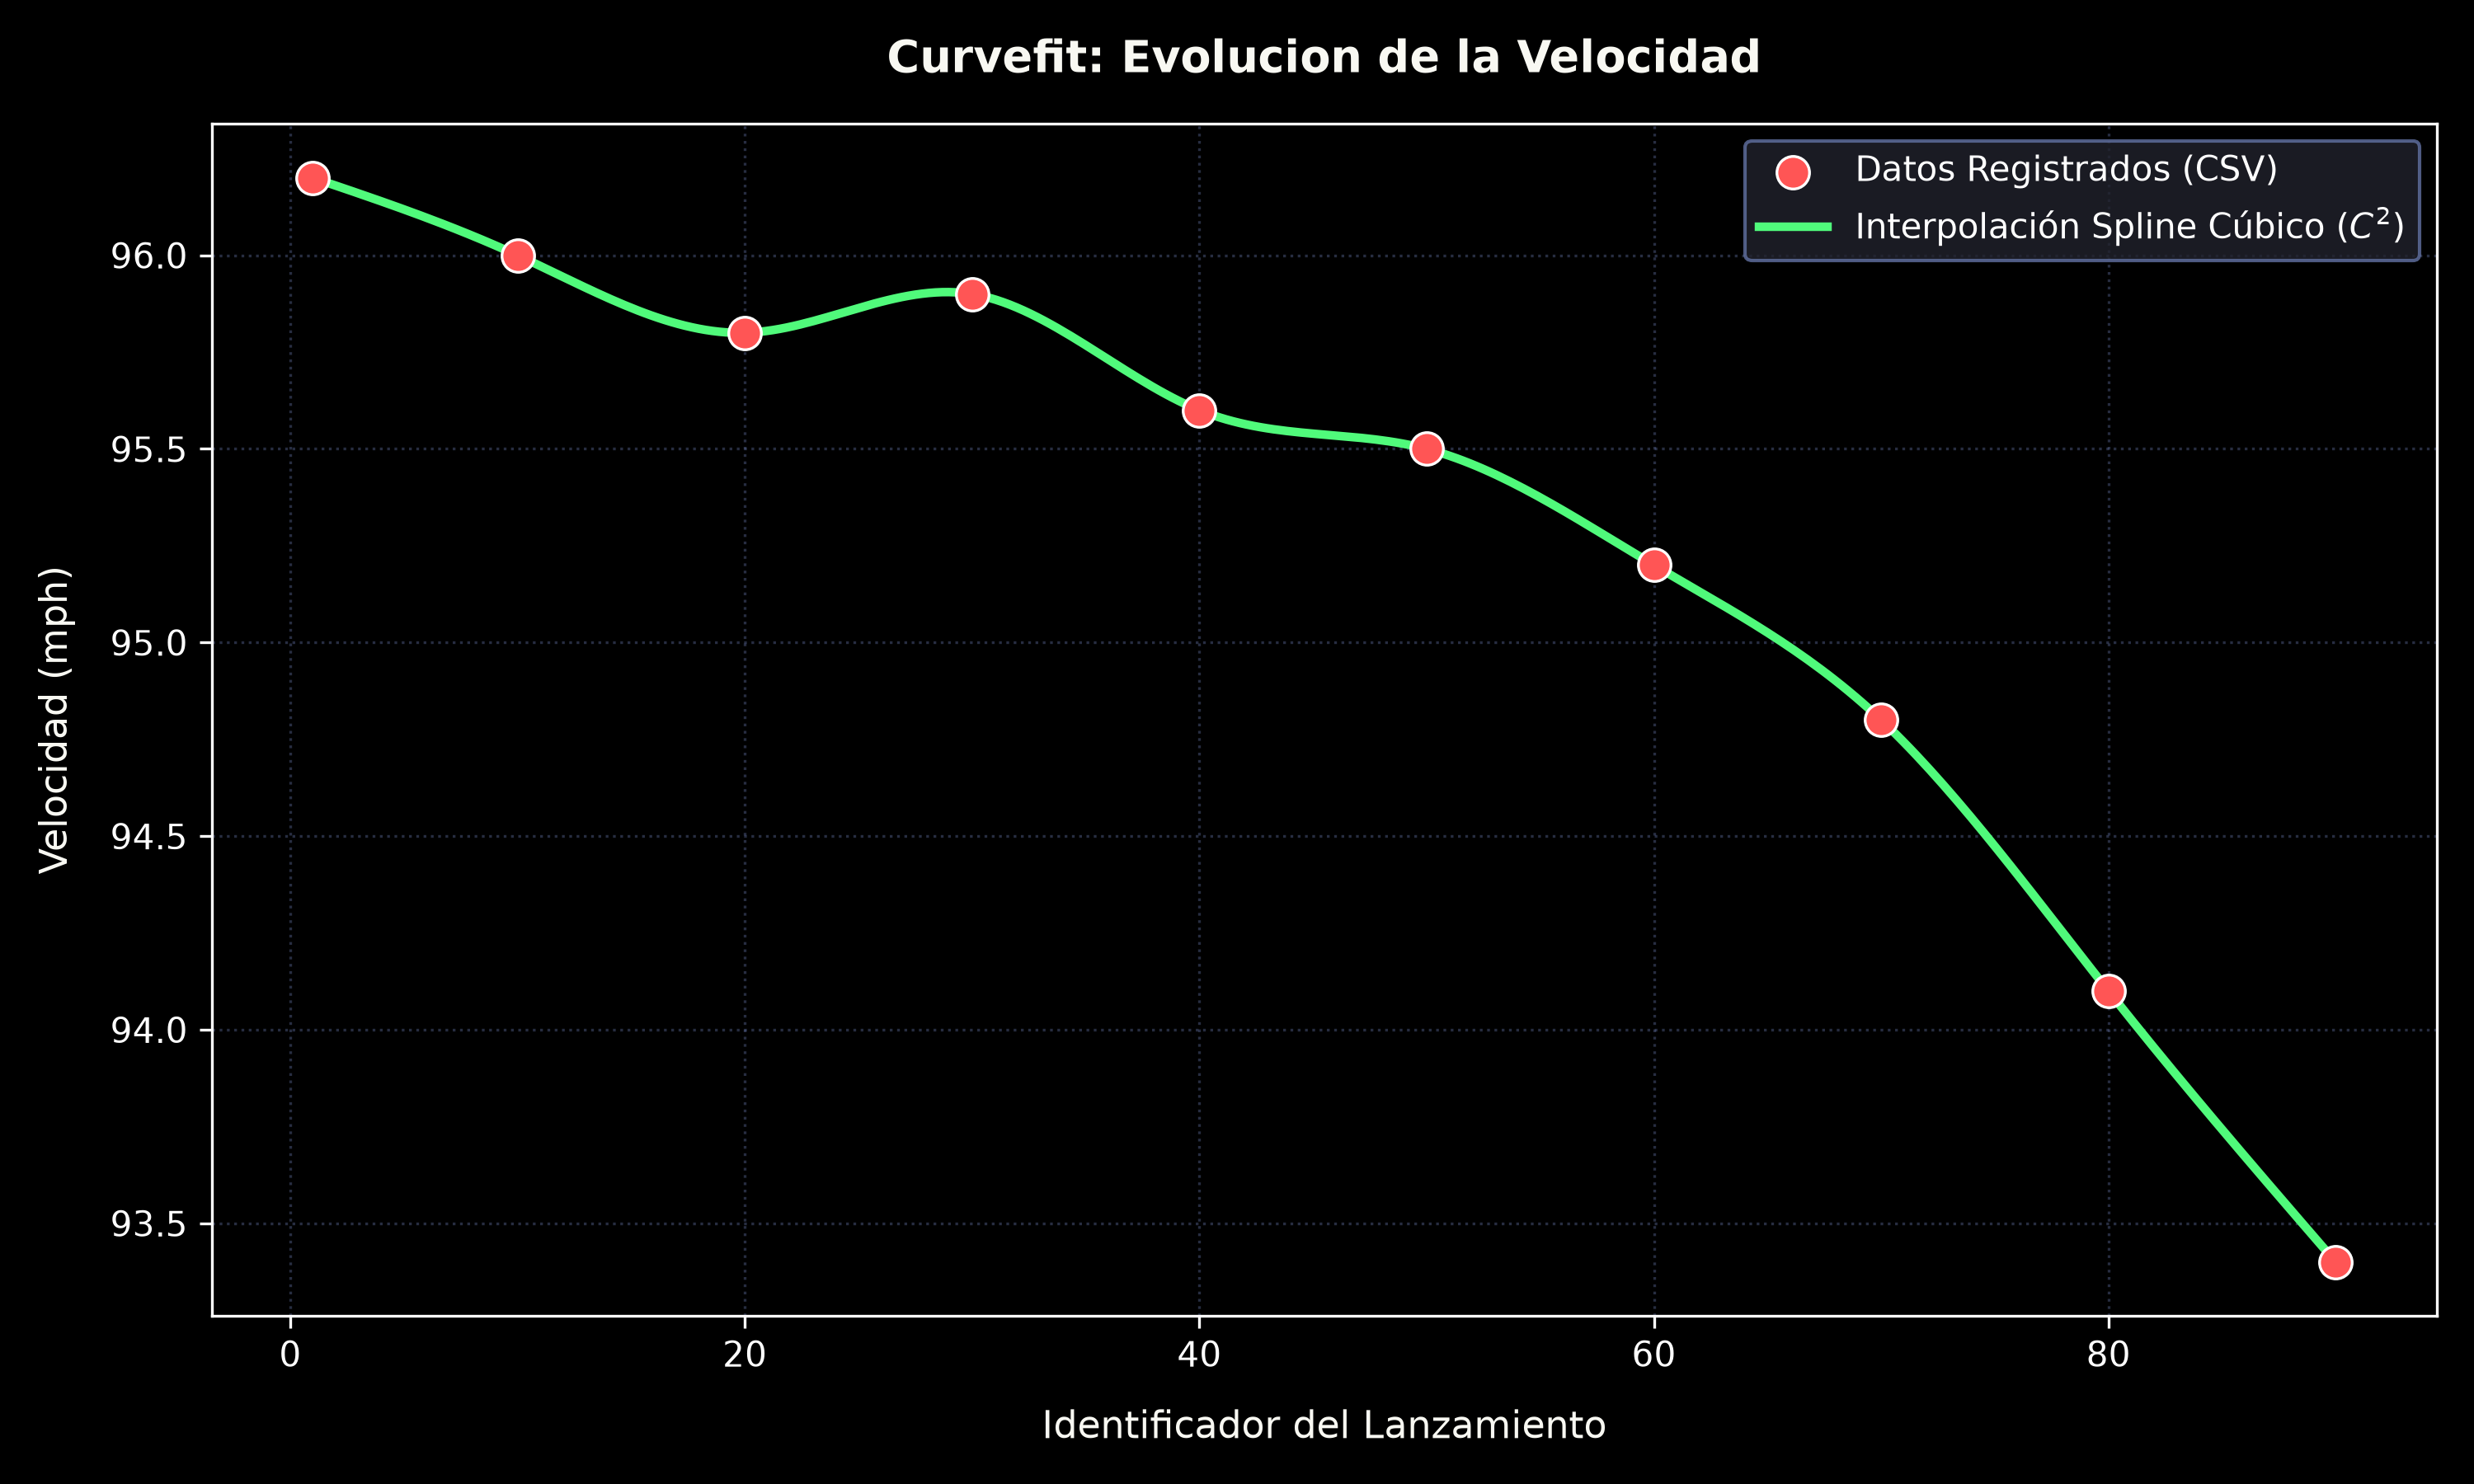 Curvefit: Evolucion de la Velocidad
Datos Registrados (CSV)
Interpolación Spline Cúbico (C²)
Velocidad (mph)
96.0
95.5
95.0
94.5
94.0
93.5
0 20 40 60 80
Identificador del Lanzamiento